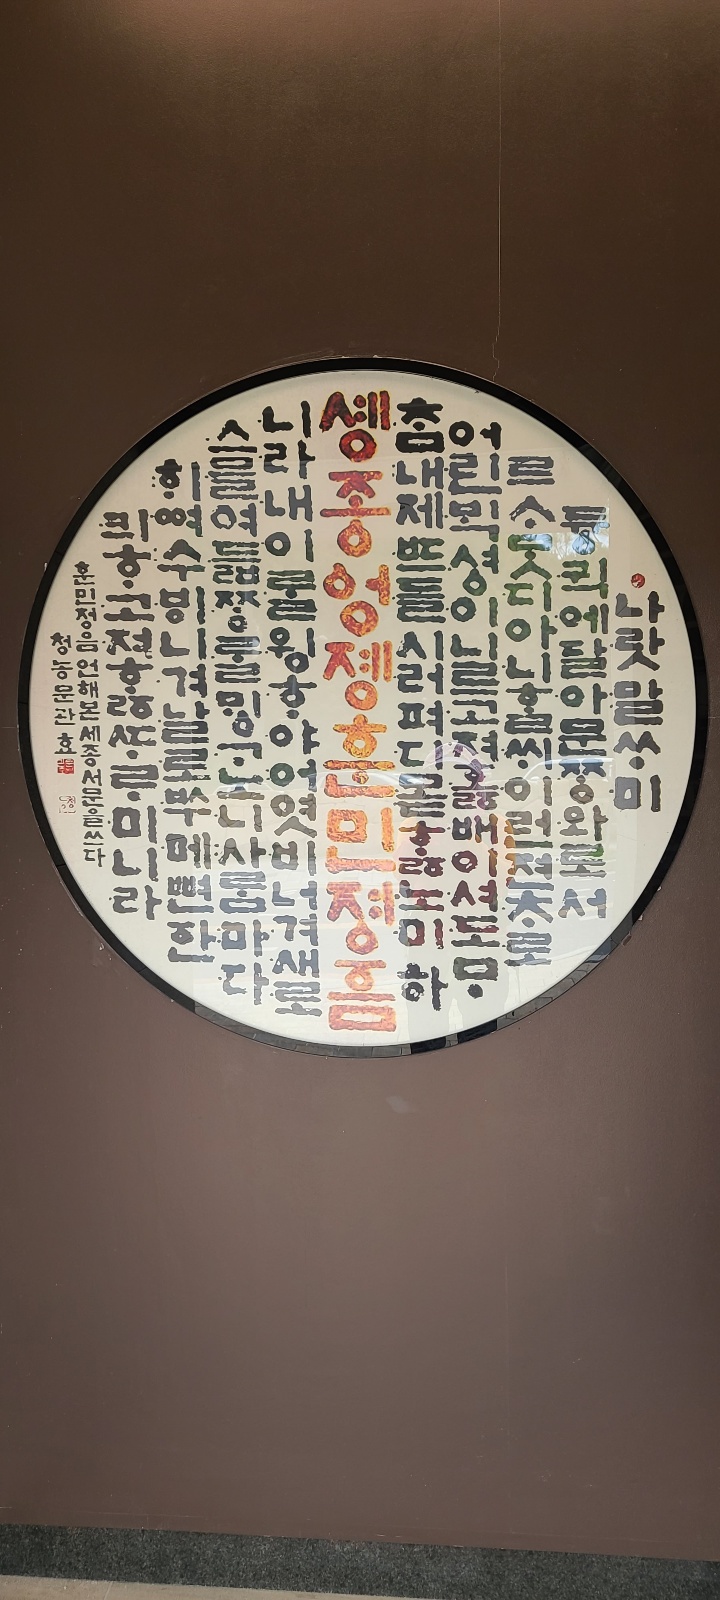 나랏말ᄊᆞ미
듕귁에달아문ᄍᆞᆼ와로서
르ᄉᆞᄆᆞᆺ디아니ᄒᆞᆯᄊᆡ이런젼ᄎᆞ로
어린ᄇᆡᆨ셩이니르고져호ᇙ배이셔도ᄆᆞ
ᄎᆞᆷ내제ᄠᅳ들시러펴디몯ᄒᆞᇙ노미하
솅종엉졩훈민졍ᅙᅳᆷ
니라내이ᄅᆞᆯ윙ᄒᆞ야어엿비너겨새로
스믈여듧ᄍᆞᆼᄅᆞᆯᄆᆡᇰᄀᆞ노니사ᄅᆞᆷ마다
ᄒᆡᅇᅧ수ᄫᅵ니겨날로ᄡᅮ메뼌한
킈ᄒᆞ고져ᄒᆞᇙᄯᆞᄅᆞ미니라
훈민정음언해본세종서문을쓰다
청농문관효